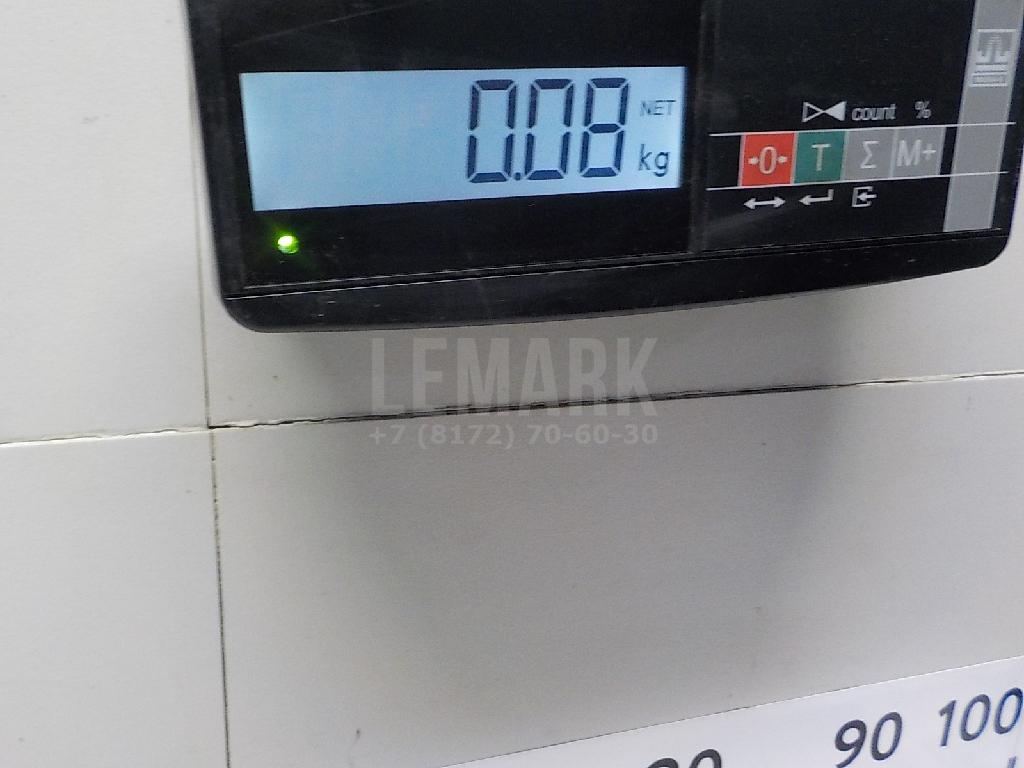 0.08 NET
kg
count %
→0← T Σ M+
LEMARK
+7 (8172) 70-60-30
90 100